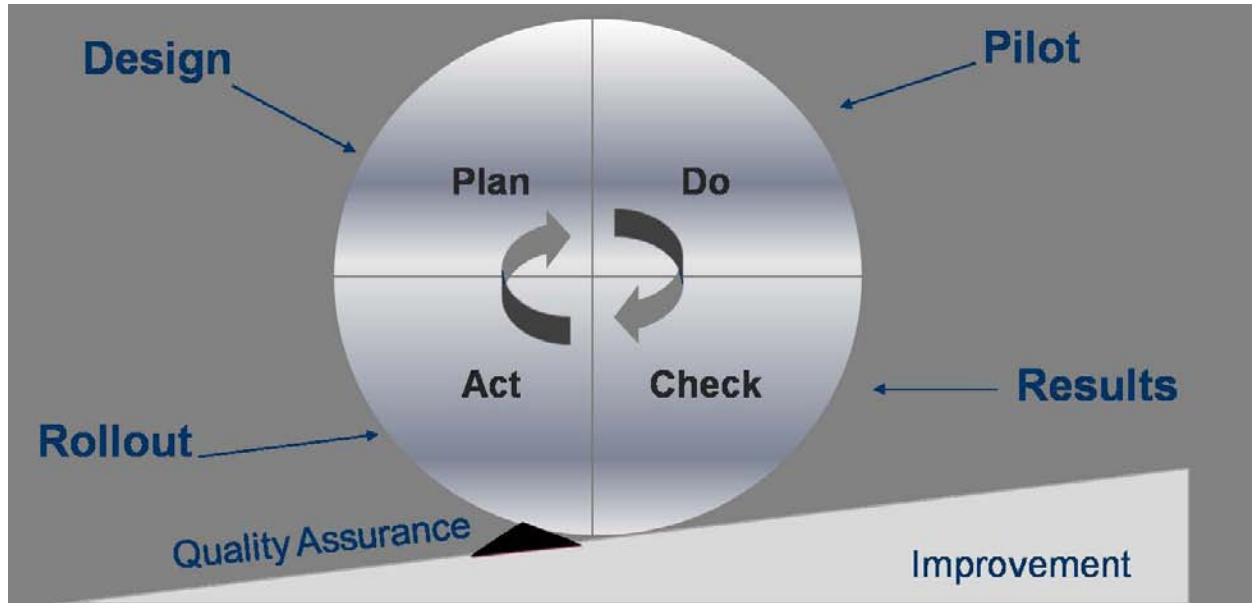 Design
Pilot
Plan
Do
Act
Check
Results
Rollout
Quality Assurance
Improvement